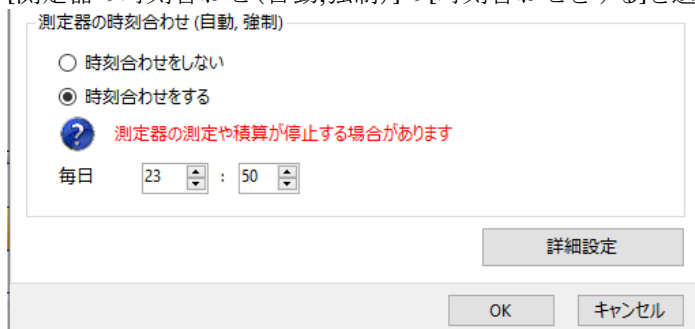 測定器の時刻合わせ (自動, 強制)
時刻合わせをしない
時刻合わせをする
測定器の測定や積算が停止する場合があります
毎日 23 : 50
詳細設定
OK キャンセル